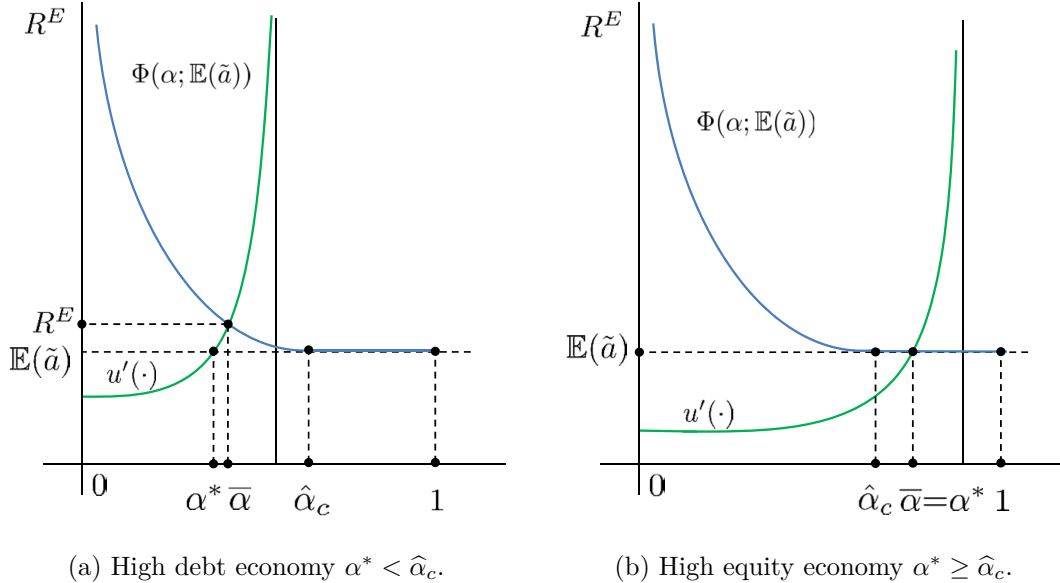 R^E
Φ(α; 𝔼(ã))
R^E
𝔼(ã)
u′(·)
0
α* ᾱ
α̂_c
1
(a) High debt economy α* < α̂_c.
R^E
Φ(α; 𝔼(ã))
𝔼(ã)
u′(·)
0
α̂_c ᾱ=α* 1
(b) High equity economy α* ≥ α̂_c.